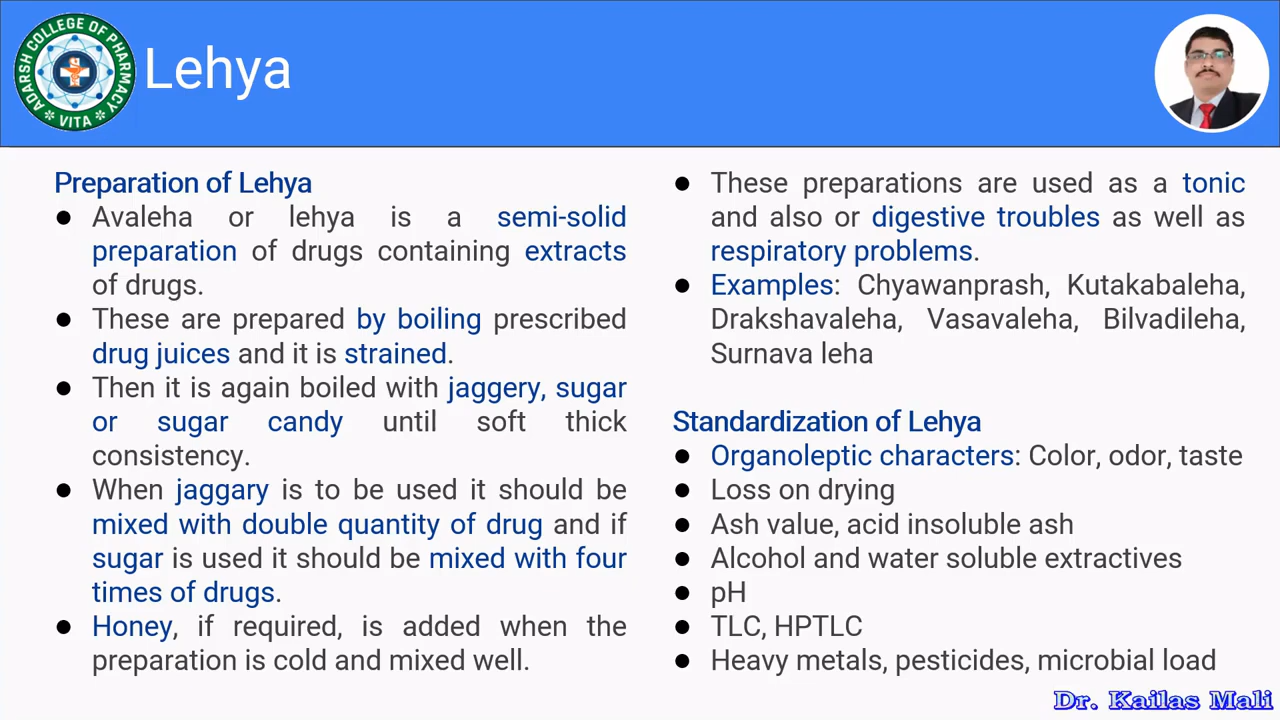 ADARSH COLLEGE OF PHARMACY
VITA
Lehya
Preparation of Lehya
● Avaleha or lehya is a semi-solid
preparation of drugs containing extracts
of drugs.
● These are prepared by boiling prescribed
drug juices and it is strained.
● Then it is again boiled with jaggery, sugar
or sugar candy until soft thick
consistency.
● When jaggary is to be used it should be
mixed with double quantity of drug and if
sugar is used it should be mixed with four
times of drugs.
● Honey, if required, is added when the
preparation is cold and mixed well.
● These preparations are used as a tonic
and also or digestive troubles as well as
respiratory problems.
● Examples: Chyawanprash, Kutakabaleha,
Drakshavaleha, Vasavaleha, Bilvadileha,
Surnava leha
Standardization of Lehya
● Organoleptic characters: Color, odor, taste
● Loss on drying
● Ash value, acid insoluble ash
● Alcohol and water soluble extractives
● pH
● TLC, HPTLC
● Heavy metals, pesticides, microbial load
Dr. Kailas Mali